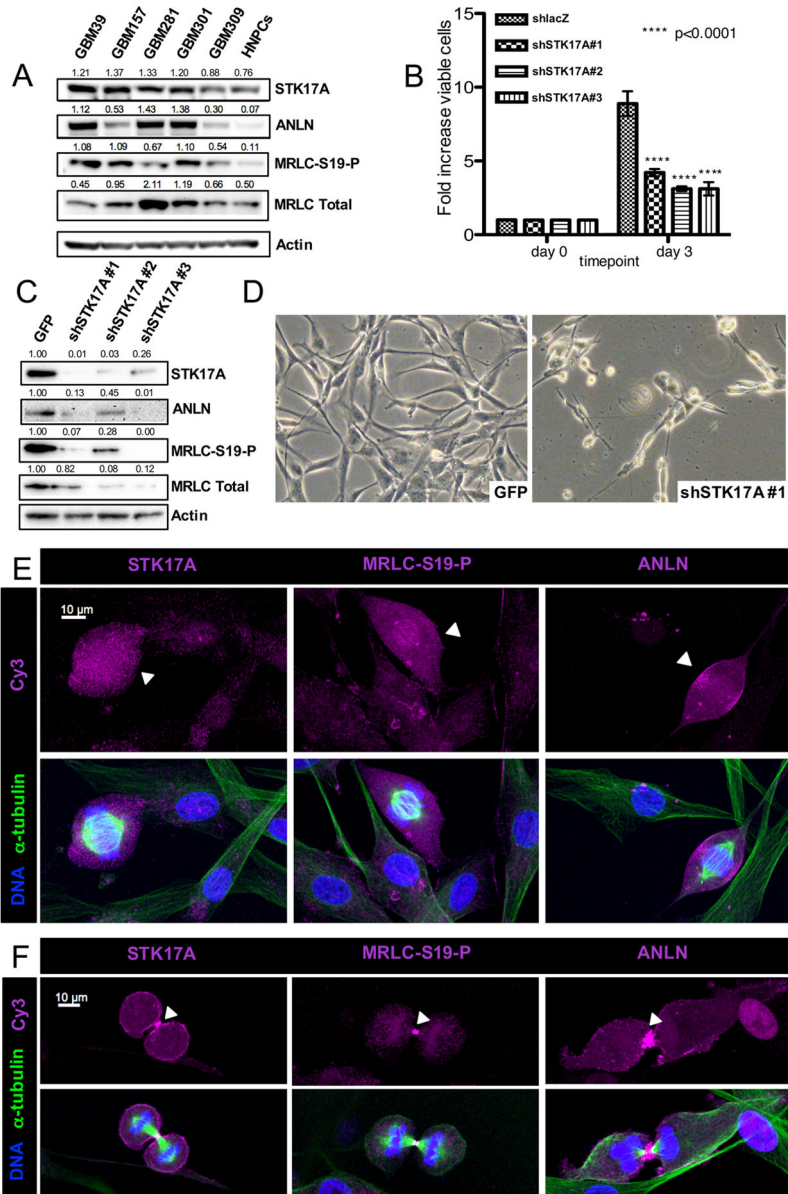 A
GBM39 GBM157 GBM281 GBM301 GBM309 HNPCs
1.21 1.37 1.33 1.20 0.88 0.76
STK17A
1.12 0.53 1.43 1.38 0.30 0.07
ANLN
1.08 1.09 0.67 1.10 0.54 0.11
MRLC-S19-P
0.45 0.95 2.11 1.19 0.66 0.50
MRLC Total
Actin
B
Fold increase viable cells
15
10
5
0
shlacZ
shSTK17A#1
shSTK17A#2
shSTK17A#3
**** p<0.0001
**** **** ****
day 0 day 3
timepoint
C
GFP shSTK17A#1 shSTK17A#2 shSTK17A#3
1.00 0.01 0.03 0.26
STK17A
1.00 0.13 0.45 0.01
ANLN
1.00 0.07 0.28 0.00
MRLC-S19-P
1.00 0.82 0.08 0.12
MRLC Total
Actin
D
GFP
shSTK17A#1
E
STK17A MRLC-S19-P ANLN
10 µm
DNA α-tubulin Cy3
F
STK17A MRLC-S19-P ANLN
10 µm
DNA α-tubulin Cy3